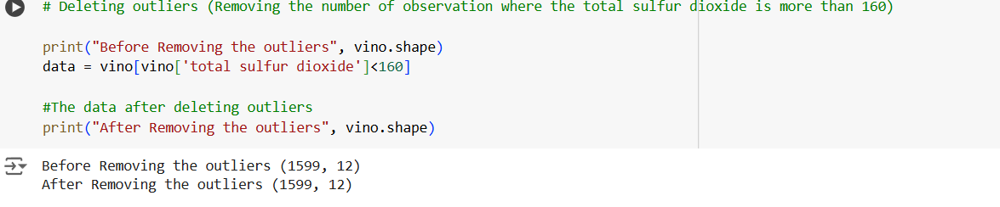 # Deleting outliers (Removing the number of observation where the total sulfur dioxide is more than 160)
print("Before Removing the outliers", vino.shape)
data = vino[vino['total sulfur dioxide']<160]
#The data after deleting outliers
print("After Removing the outliers", vino.shape)
Before Removing the outliers (1599, 12)
After Removing the outliers (1599, 12)